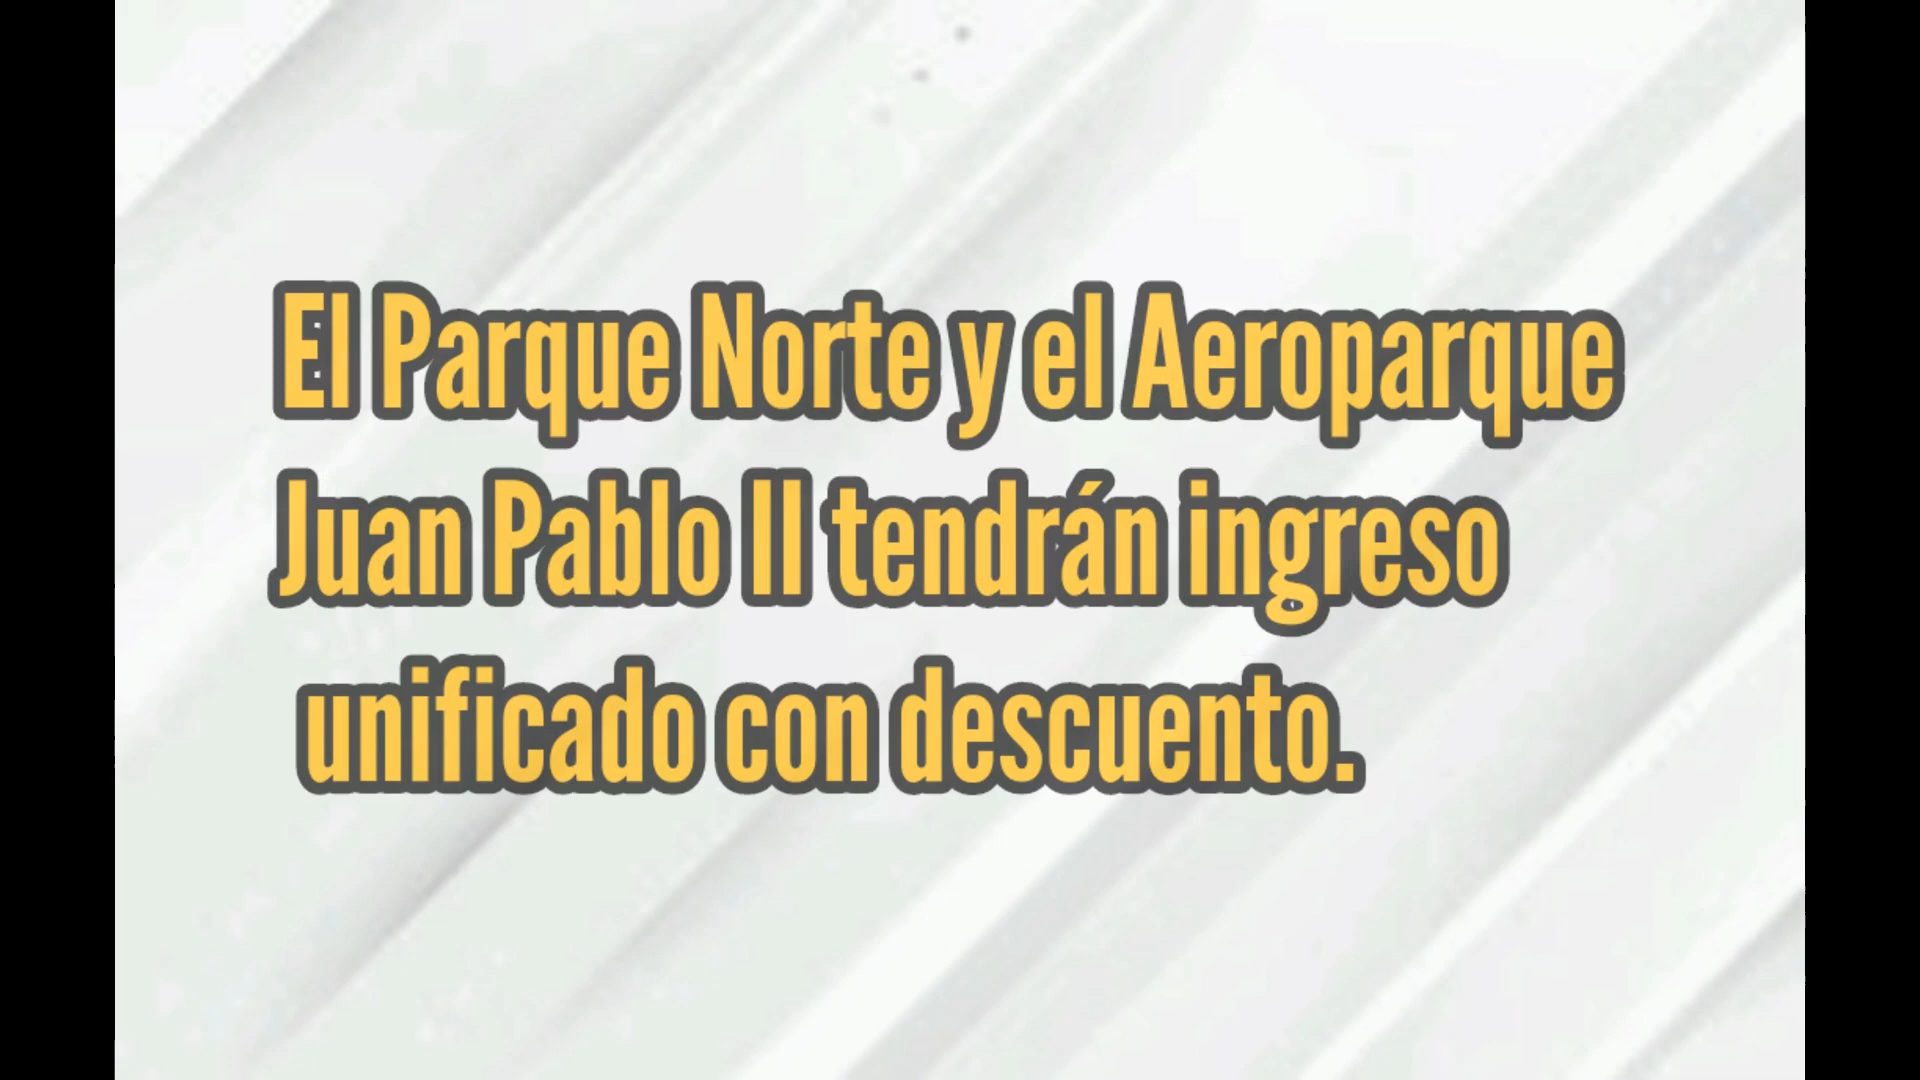 El Parque Norte y el Aeroparque
Juan Pablo II tendrán ingreso
unificado con descuento.